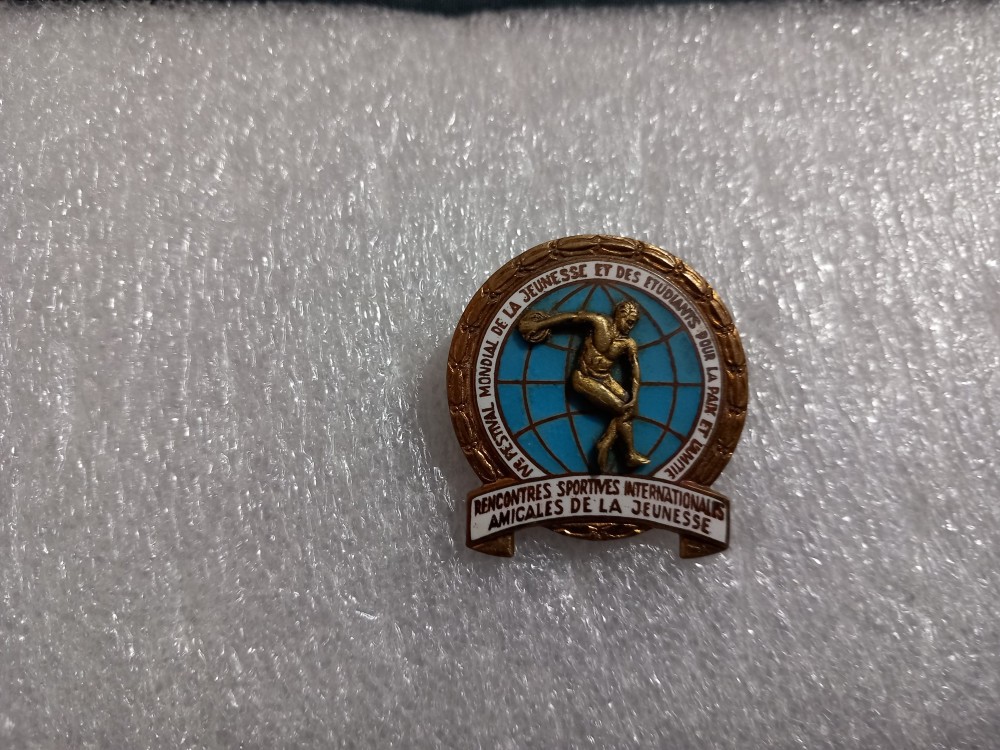 IVE FESTIVAL MONDIAL DE LA JEUNESSE ET DES ETUDIANTS POUR LA PAIX ET L'AMITIE
RENCONTRES SPORTIVES INTERNATIONALES
AMICALES DE LA JEUNESSE